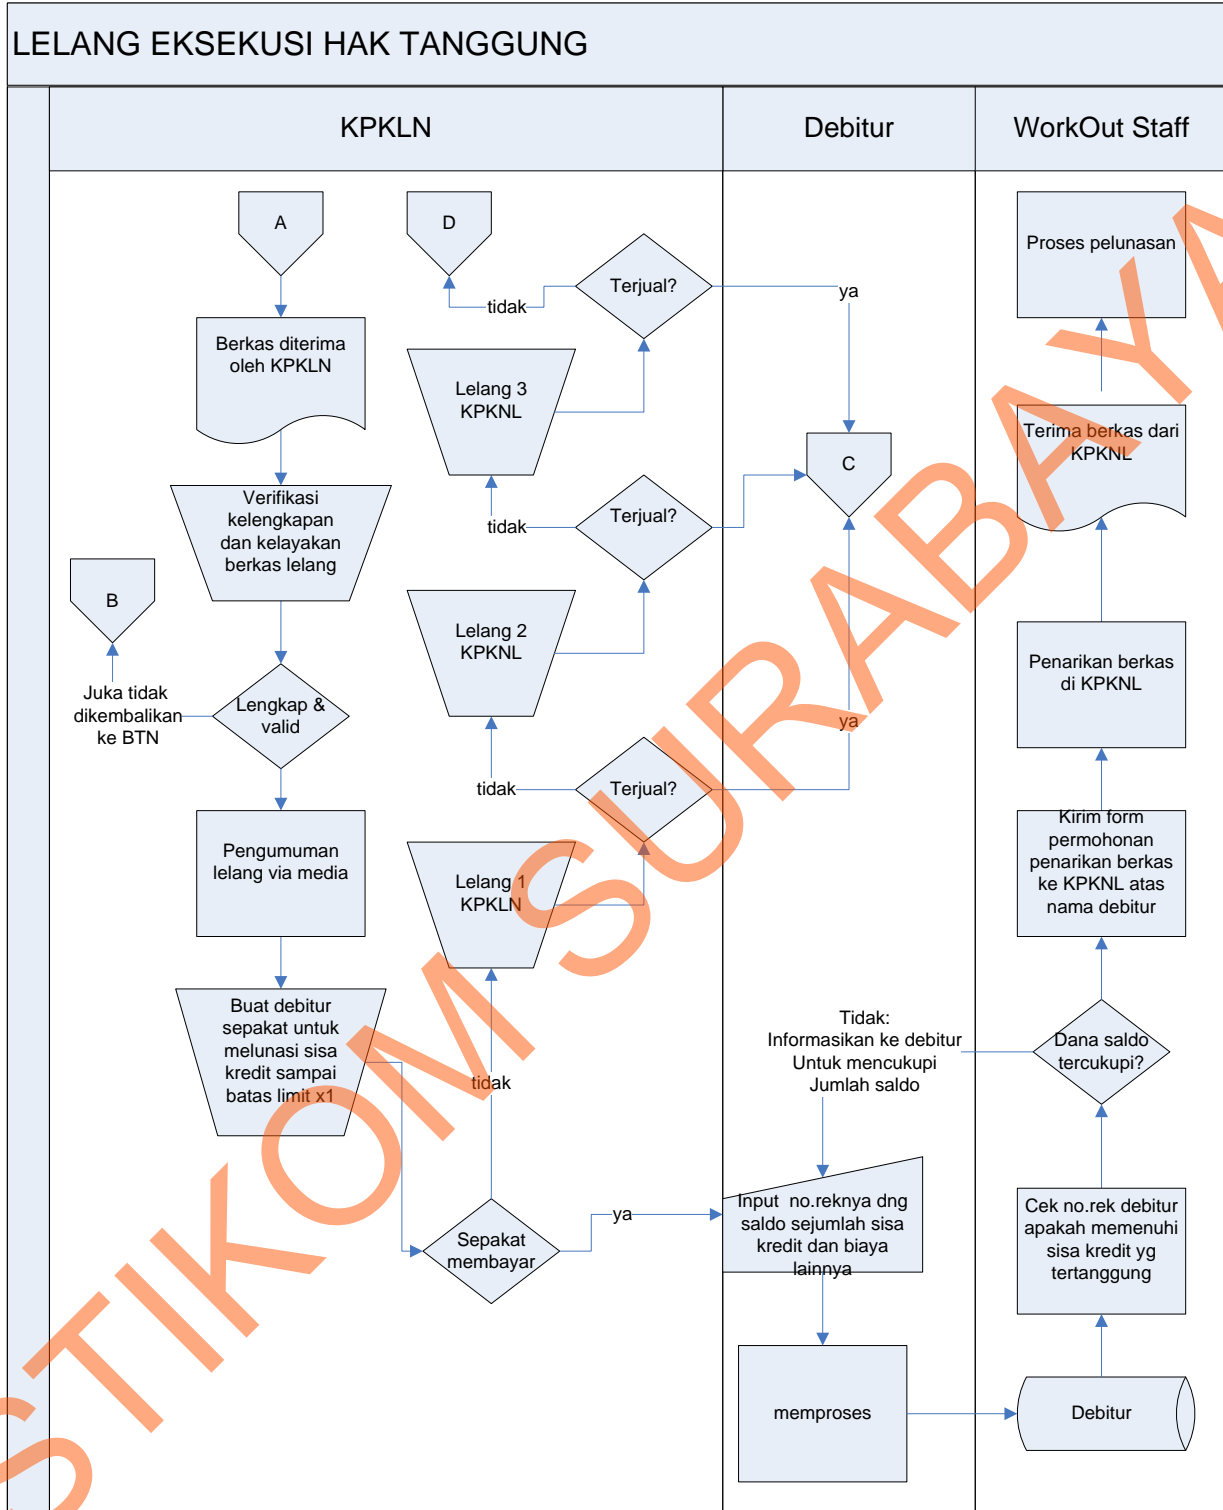 LELANG EKSEKUSI HAK TANGGUNG
KPKLN
Debitur
WorkOut Staff
A
Berkas diterima
oleh KPKLN
Verifikasi
kelengkapan
dan kelayakan
berkas lelang
B
Juka tidak
dikembalikan
ke BTN
Lengkap &
valid
Pengumuman
lelang via media
Buat debitur
sepakat untuk
melunasi sisa
kredit sampai
batas limit x1
D
tidak
Terjual?
ya
Lelang 3
KPKNL
tidak
Terjual?
C
Lelang 2
KPKNL
tidak
Terjual?
ya
Lelang 1
KPKLN
tidak
Sepakat
membayar
ya
Tidak:
Informasikan ke debitur
Untuk mencukupi
Jumlah saldo
Input no.reknya dng
saldo sejumlah sisa
kredit dan biaya
lainnya
memproses
Proses pelunasan
Terima berkas dari
KPKNL
Penarikan berkas
di KPKNL
Kirim form
permohonan
penarikan berkas
ke KPKNL atas
nama debitur
Dana saldo
tercukupi?
Cek no.rek debitur
apakah memenuhi
sisa kredit yg
tertanggung
Debitur
STIKOM SURABAYA